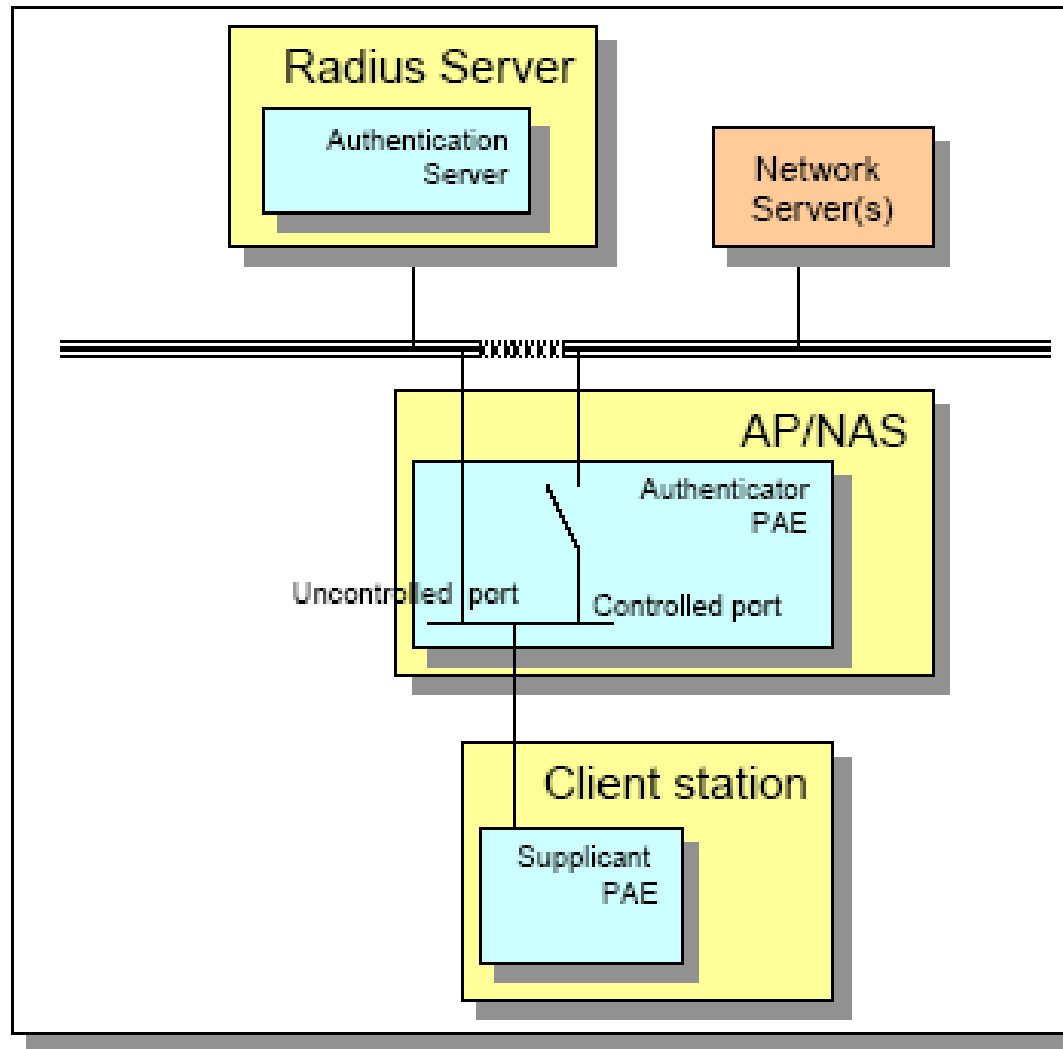 Radius Server
Authentication
Server
Network
Server(s)
AP/NAS
Authenticator
PAE
Uncontrolled port
Controlled port
Client station
Supplicant
PAE